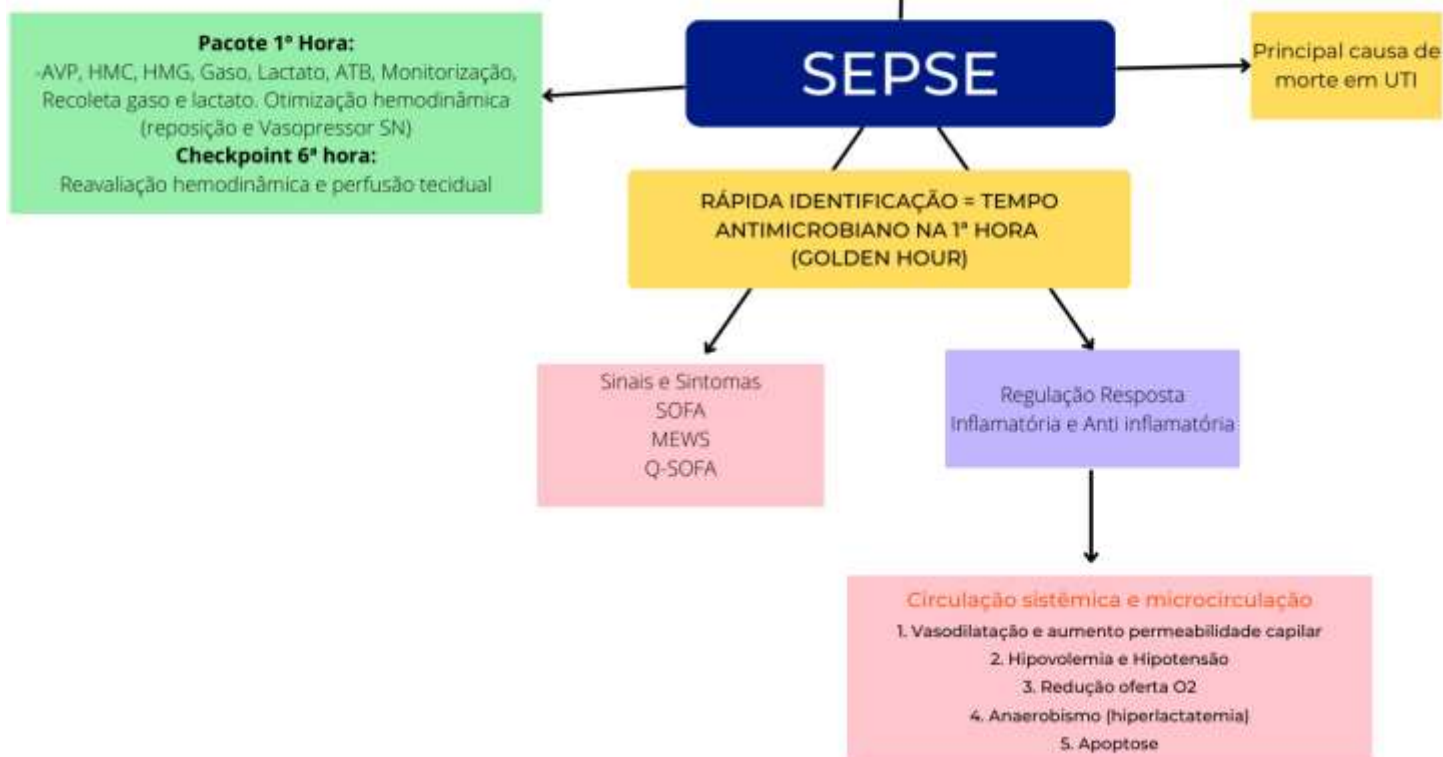 Pacote 1º Hora:
-AVP, HMC, HMG, Gaso, Lactato, ATB, Monitorização,
Recoleta gaso e lactato. Otimização hemodinâmica
(reposição e Vasopressor SN)
Checkpoint 6ª hora:
Reavaliação hemodinâmica e perfusão tecidual
SEPSE
Principal causa de
morte em UTI
RÁPIDA IDENTIFICAÇÃO = TEMPO
ANTIMICROBIANO NA 1ª HORA
(GOLDEN HOUR)
Sinais e Sintomas
SOFA
MEWS
Q-SOFA
Regulação Resposta
Inflamatória e Anti inflamatória
Circulação sistêmica e microcirculação
1. Vasodilatação e aumento permeabilidade capilar
2. Hipovolemia e Hipotensão
3. Redução oferta O2
4. Anaerobismo (hiperlactatemia)
5. Apoptose